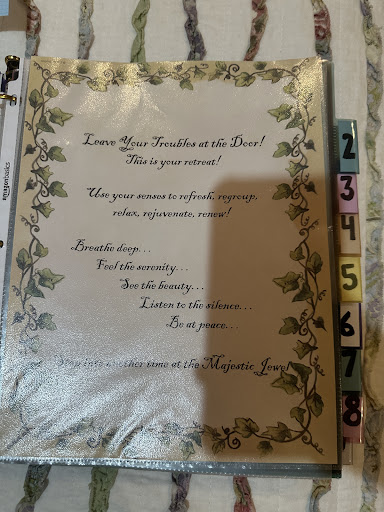 Leave Your Troubles at the Door!
This is your retreat!
Use your senses to refresh, regroup,
relax, rejuvenate, renew!
Breathe deep. . .
Feel the serenity. . .
See the beauty. . .
Listen to the silence. . .
Be at peace. . .
Step into another time at the Majestic Jewel
amazonbasics
2
3
4
5
6
7
8